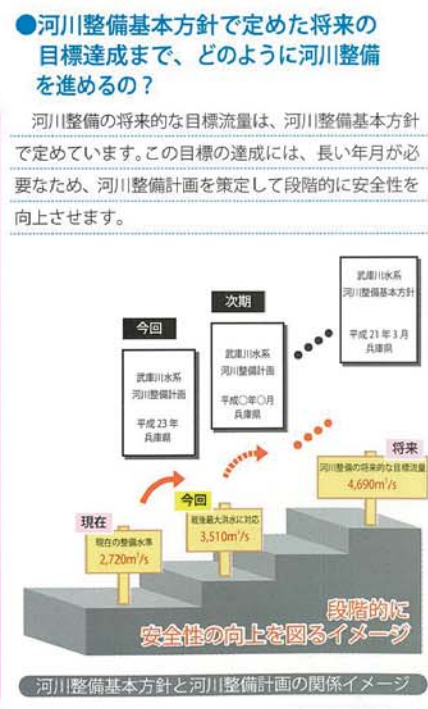 ●河川整備基本方針で定めた将来の
目標達成まで、どのように河川整備
を進めるの？
河川整備の将来的な目標流量は、河川整備基本方針
で定めています。この目標の達成には、長い年月が必
要なため、河川整備計画を策定して段階的に安全性を
向上させます。
武庫川水系
河川整備基本方針
平成 21 年 3 月
兵庫県
次期
武庫川水系
河川整備計画
平成○年○月
兵庫県
今回
武庫川水系
河川整備計画
平成 23 年
兵庫県
将来
河川整備の将来的な目標流量
4,690m³/s
今回
戦後最大洪水に対応
3,510m³/s
現在
現在の整備水準
2,720m³/s
段階的に
安全性の向上を図るイメージ
河川整備基本方針と河川整備計画の関係イメージ